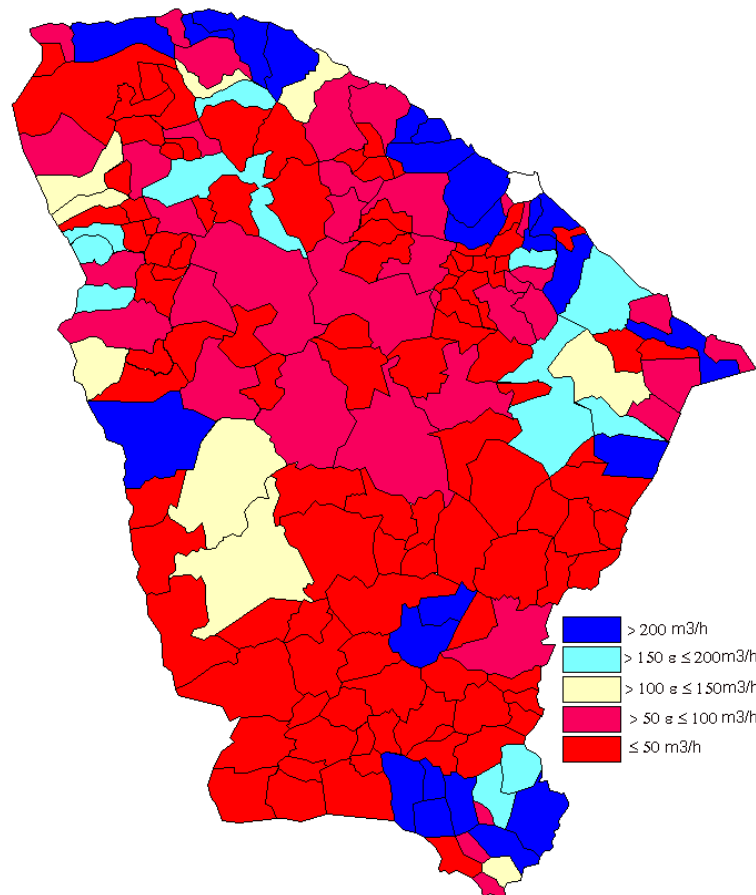 > 200 m3/h
> 150 e ≤ 200m3/h
> 100 e ≤ 150m3/h
> 50 e ≤ 100 m3/h
≤ 50 m3/h